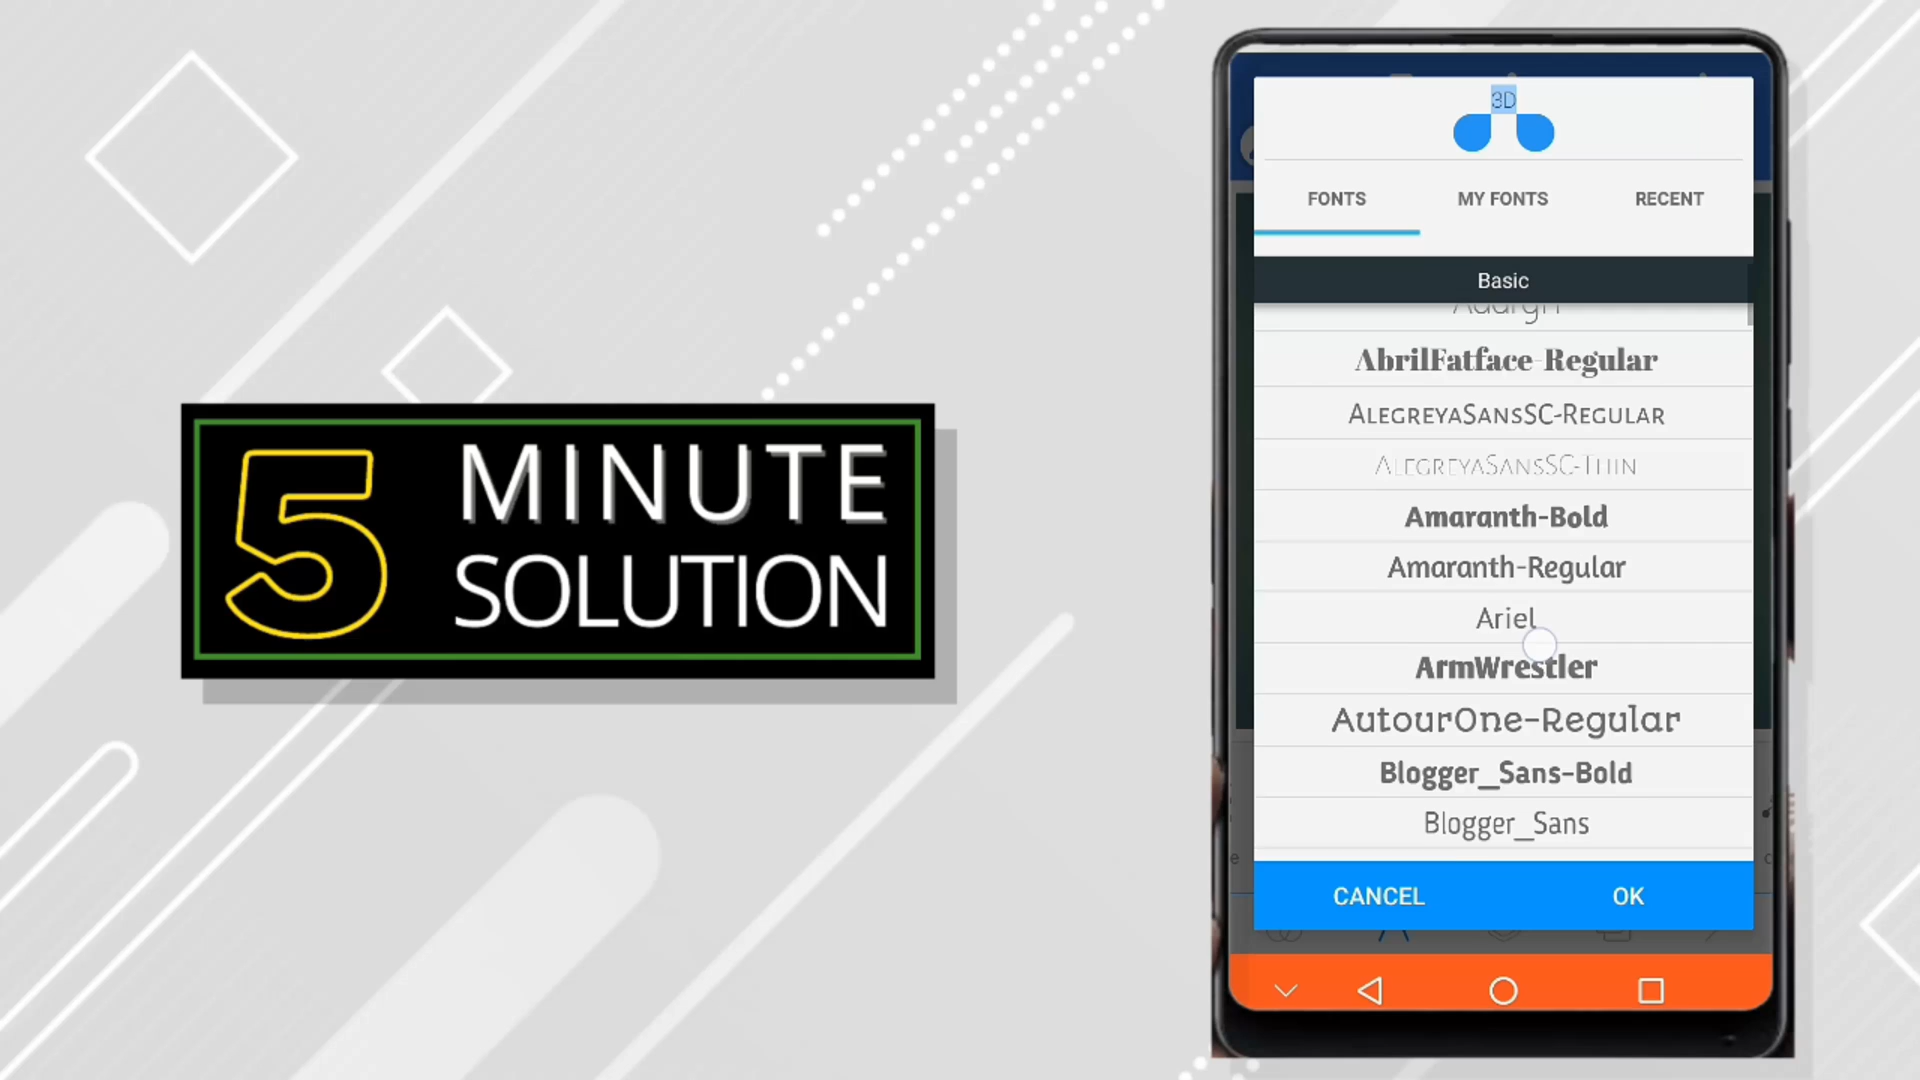 5 MINUTE
SOLUTION
3D
FONTS MY FONTS RECENT
Basic
AbrilFatface-Regular
AlegreyaSansSC-Regular
AlegreyaSansSC-Thin
Amaranth-Bold
Amaranth-Regular
Ariel
ArmWrestler
AutourOne-Regular
Blogger_Sans-Bold
Blogger_Sans
CANCEL OK